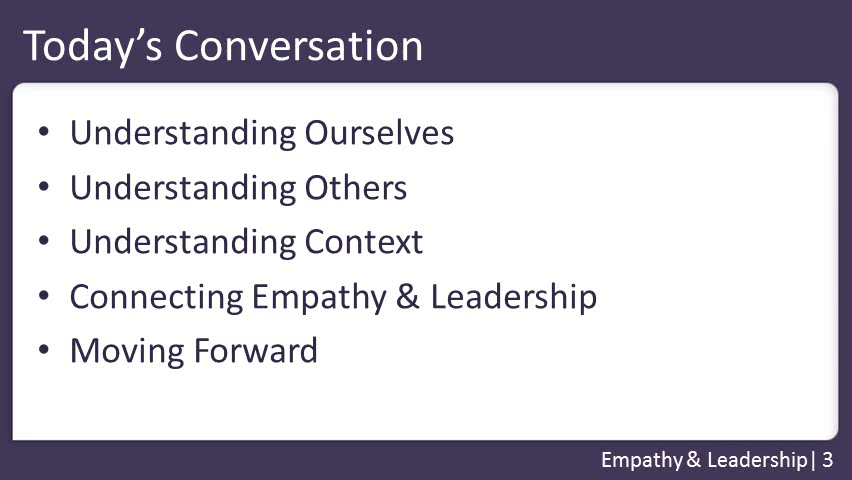 Today’s Conversation
• Understanding Ourselves
• Understanding Others
• Understanding Context
• Connecting Empathy & Leadership
• Moving Forward
Empathy & Leadership| 3